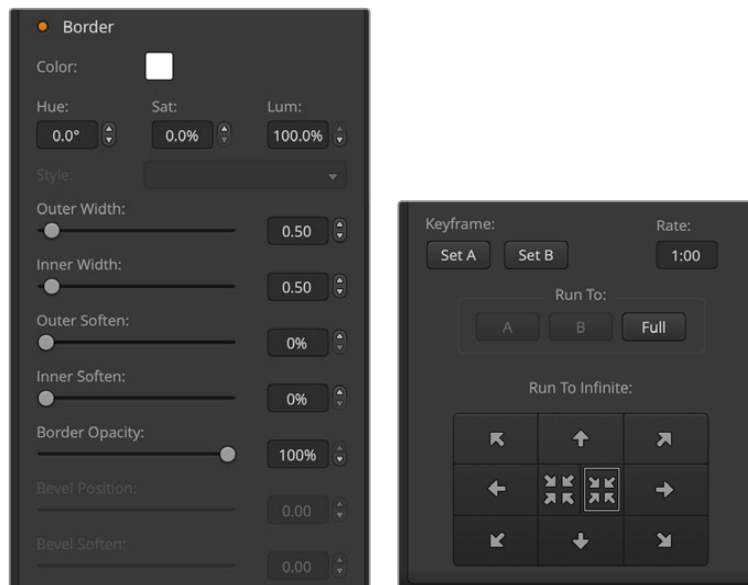 Border
Color:
Hue: Sat: Lum:
0.0° 0.0% 100.0%
Style:
Outer Width:
0.50
Inner Width:
0.50
Outer Soften:
0%
Inner Soften:
0%
Border Opacity:
100%
Bevel Position:
0.00
Bevel Soften:
0.00
Keyframe: Rate:
Set A Set B 1:00
Run To:
A B Full
Run To Infinite: